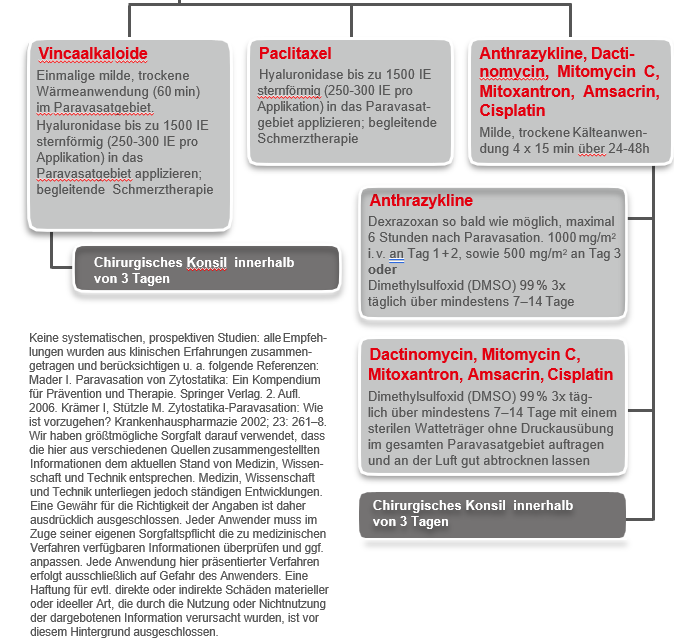 Vincaalkaloide
Einmalige milde, trockene
Wärmeanwendung (60 min)
im Paravasatgebiet.
Hyaluronidase bis zu 1500 IE
sternförmig (250-300 IE pro
Applikation) in das
Paravasatgebiet applizieren;
begleitende Schmerztherapie
Paclitaxel
Hyaluronidase bis zu 1500 IE
sternförmig (250-300 IE pro
Applikation) in das Paravasat-
gebiet applizieren; begleitende
Schmerztherapie
Anthrazykline, Dacti-
nomycin, Mitomycin C,
Mitoxantron, Amsacrin,
Cisplatin
Milde, trockene Kälteanwen-
dung 4 x 15 min über 24-48h
Anthrazykline
Dexrazoxan so bald wie möglich, maximal
6 Stunden nach Paravasation. 1000 mg/m²
i.v. an Tag 1+2, sowie 500 mg/m² an Tag 3
oder
Dimethylsulfoxid (DMSO) 99 % 3x
täglich über mindestens 7–14 Tage
Chirurgisches Konsil innerhalb
von 3 Tagen
Dactinomycin, Mitomycin C,
Mitoxantron, Amsacrin, Cisplatin
Dimethylsulfoxid (DMSO) 99 % 3x täg-
lich über mindestens 7–14 Tage mit einem
sterilen Watteträger ohne Druckausübung
im gesamten Paravasatgebiet auftragen
und an der Luft gut abtrocknen lassen
Chirurgisches Konsil innerhalb
von 3 Tagen
Keine systematischen, prospektiven Studien: alle Empfeh-
lungen wurden aus klinischen Erfahrungen zusammen-
getragen und berücksichtigen u. a. folgende Referenzen:
Mader I. Paravasation von Zytostatika: Ein Kompendium
für Prävention und Therapie. Springer Verlag. 2. Aufl.
2006. Krämer I, Stützle M. Zytostatika-Paravasation: Wie
ist vorzugehen? Krankenhauspharmazie 2002; 23: 261–8.
Wir haben größtmögliche Sorgfalt darauf verwendet, dass
die hier aus verschiedenen Quellen zusammengestellten
Informationen dem aktuellen Stand von Medizin, Wissen-
schaft und Technik entsprechen. Medizin, Wissenschaft
und Technik unterliegen jedoch ständigen Entwicklungen.
Eine Gewähr für die Richtigkeit der Angaben ist daher
ausdrücklich ausgeschlossen. Jeder Anwender muss im
Zuge seiner eigenen Sorgfaltspflicht die zu medizinischen
Verfahren verfügbaren Informationen überprüfen und ggf.
anpassen. Jede Anwendung hier präsentierter Verfahren
erfolgt ausschließlich auf Gefahr des Anwenders. Eine
Haftung für evtl. direkte oder indirekte Schäden materieller
oder ideeller Art, die durch die Nutzung oder Nichtnutzung
der dargebotenen Information verursacht wurden, ist vor
diesem Hintergrund ausgeschlossen.